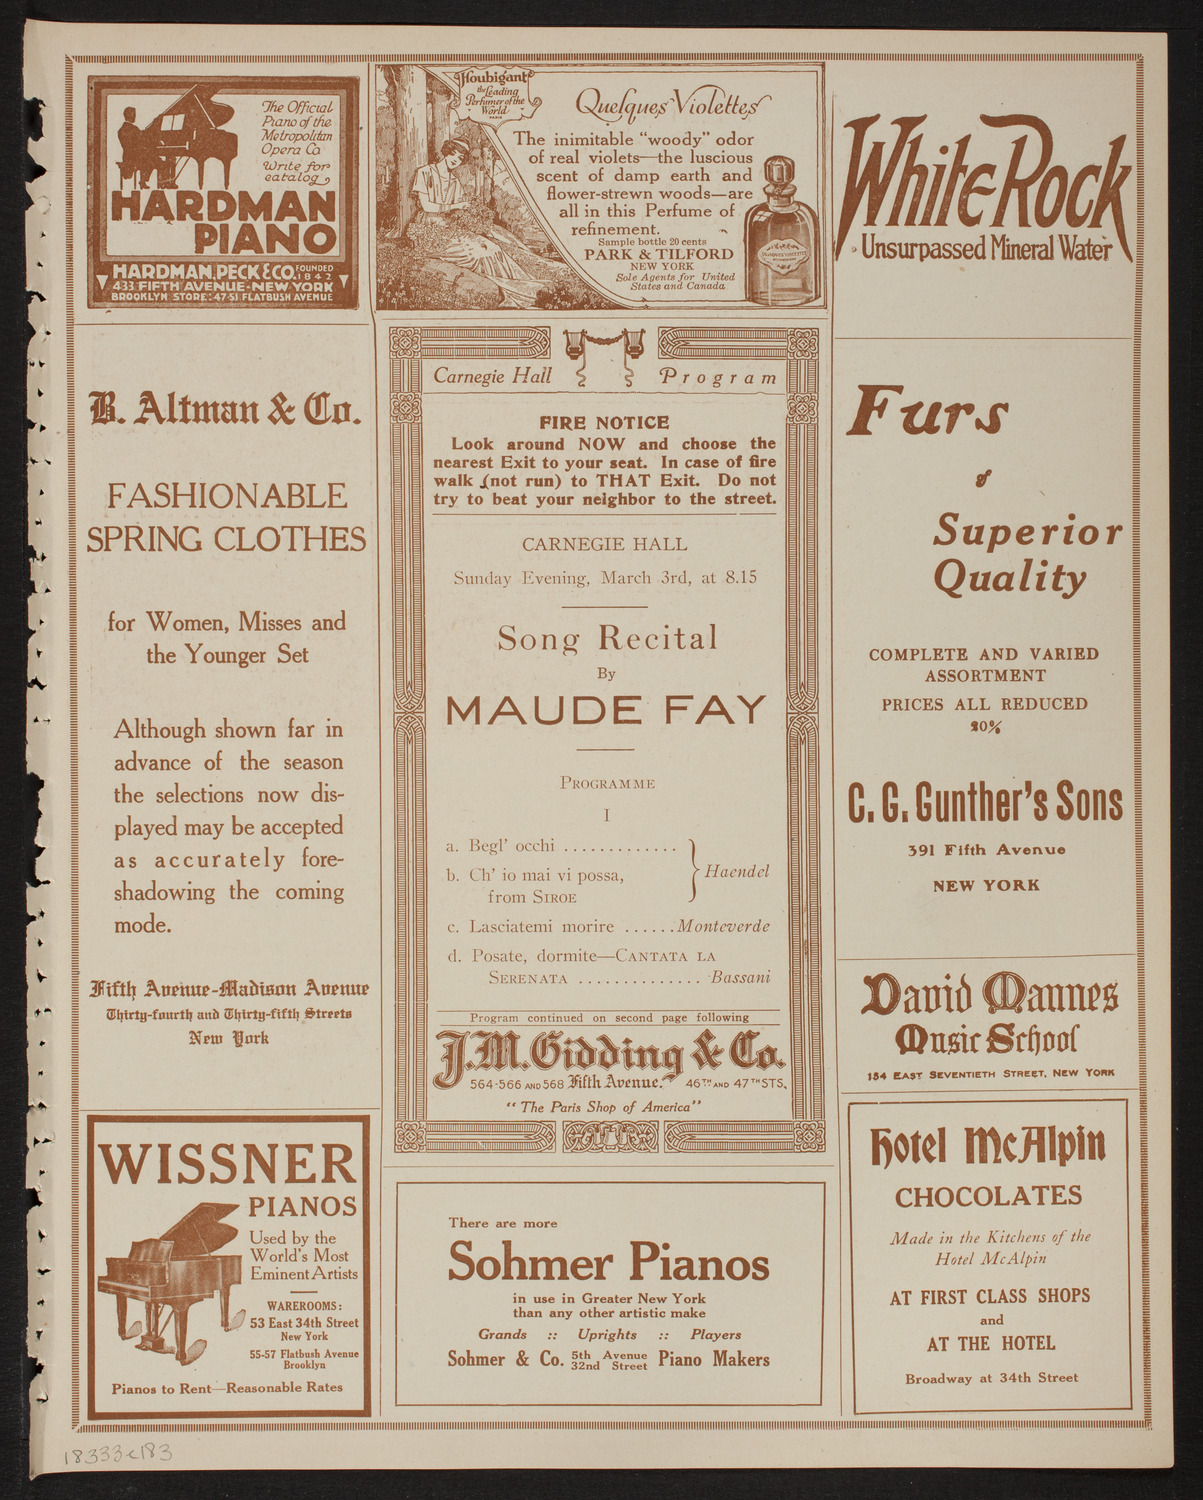 The Official
Piano of the
Metropolitan
Opera Co
Write for
catalog
HARDMAN
PIANO
HARDMAN, PECK & CO. FOUNDED 1842
433 FIFTH AVENUE-NEW YORK
BROOKLYN STORE: 47-51 FLATBUSH AVENUE
Houbigant
the Leading
Perfumer of the
World
PARIS
Quelques Violettes
The inimitable "woody" odor
of real violets—the luscious
scent of damp earth and
flower-strewn woods—are
all in this Perfume of
refinement.
Sample bottle 20 cents
PARK & TILFORD
NEW YORK
Sole Agents for United
States and Canada
White Rock
Unsurpassed Mineral Water
B. Altman & Co.
FASHIONABLE
SPRING CLOTHES
for Women, Misses and
the Younger Set
Although shown far in
advance of the season
the selections now dis-
played may be accepted
as accurately fore-
shadowing the coming
mode.
Fifth Avenue-Madison Avenue
Thirty-fourth and Thirty-fifth Streets
New York
WISSNER
PIANOS
Used by the
World's Most
Eminent Artists
WAREROOMS:
53 East 34th Street
New York
55-57 Flatbush Avenue
Brooklyn
Pianos to Rent—Reasonable Rates
Carnegie Hall Program
FIRE NOTICE
Look around NOW and choose the
nearest Exit to your seat. In case of fire
walk (not run) to THAT Exit. Do not
try to beat your neighbor to the street.
CARNEGIE HALL
Sunday Evening, March 3rd, at 8.15
Song Recital
By
MAUDE FAY
PROGRAMME
I
a. Begl' occhi .............
b. Ch' io mai vi possa,
from SIROE
Haendel
c. Lasciatemi morire ......Monteverde
d. Posate, dormite—CANTATA LA
SERENATA .............. Bassani
Program continued on second page following
J. M. Gidding & Co.
564-566 AND 568 Fifth Avenue. 46TH AND 47TH STS.
"The Paris Shop of America"
There are more
Sohmer Pianos
in use in Greater New York
than any other artistic make
Grands :: Uprights :: Players
Sohmer & Co. 5th Avenue 32nd Street Piano Makers
Furs
of
Superior
Quality
COMPLETE AND VARIED
ASSORTMENT
PRICES ALL REDUCED
20%
C. G. Gunther's Sons
391 Fifth Avenue
NEW YORK
David Mannes
Music School
154 EAST SEVENTIETH STREET, NEW YORK
Hotel McAlpin
CHOCOLATES
Made in the Kitchens of the
Hotel McAlpin
AT FIRST CLASS SHOPS
and
AT THE HOTEL
Broadway at 34th Street
18333c183